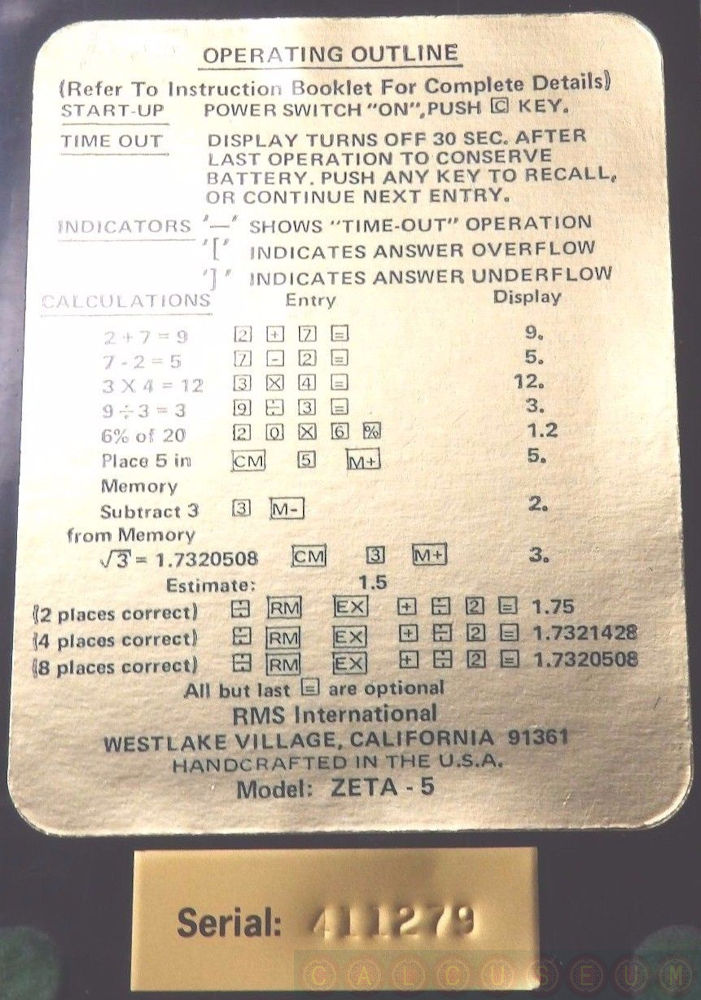 OPERATING OUTLINE
(Refer To Instruction Booklet For Complete Details)
START-UP POWER SWITCH "ON", PUSH C KEY.
TIME OUT DISPLAY TURNS OFF 30 SEC. AFTER
LAST OPERATION TO CONSERVE
BATTERY. PUSH ANY KEY TO RECALL,
OR CONTINUE NEXT ENTRY.
INDICATORS '—' SHOWS "TIME-OUT" OPERATION
'[' INDICATES ANSWER OVERFLOW
']' INDICATES ANSWER UNDERFLOW
CALCULATIONS Entry Display
2 + 7 = 9 2 + 7 = 9.
7 - 2 = 5 7 - 2 = 5.
3 X 4 = 12 3 X 4 = 12.
9 ÷ 3 = 3 9 ÷ 3 = 3.
6% of 20 2 0 X 6 % 1.2
Place 5 in CM 5 M+ 5.
Memory
Subtract 3 3 M- 2.
from Memory
√3 = 1.7320508 CM 3 M+ 3.
Estimate: 1.5
(2 places correct) ÷ RM EX + ÷ 2 = 1.75
(4 places correct) ÷ RM EX + ÷ 2 = 1.7321428
(8 places correct) ÷ RM EX + ÷ 2 = 1.7320508
All but last = are optional
RMS International
WESTLAKE VILLAGE, CALIFORNIA 91361
HANDCRAFTED IN THE U.S.A.
Model: ZETA - 5
Serial: 411279
CALCUSEUM